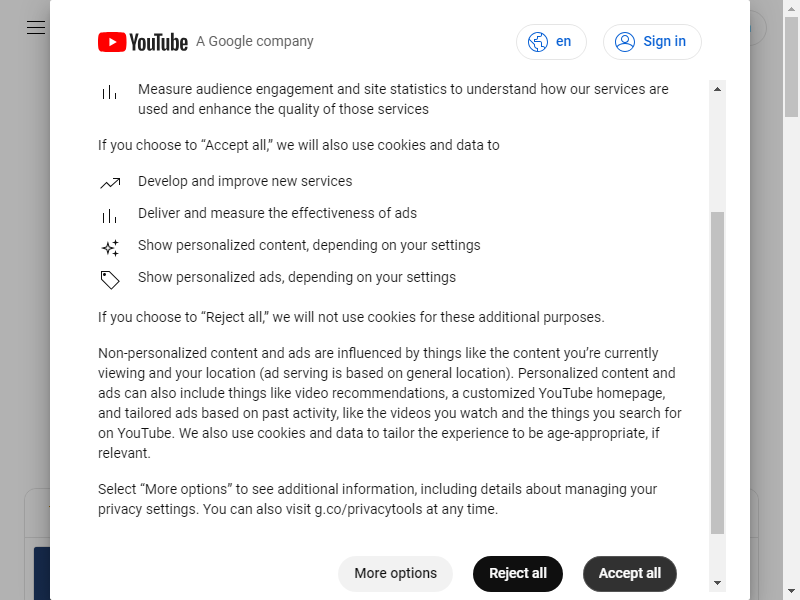 YouTube A Google company en Sign in
Measure audience engagement and site statistics to understand how our services are
used and enhance the quality of those services
If you choose to “Accept all,” we will also use cookies and data to
Develop and improve new services
Deliver and measure the effectiveness of ads
Show personalized content, depending on your settings
Show personalized ads, depending on your settings
If you choose to “Reject all,” we will not use cookies for these additional purposes.
Non-personalized content and ads are influenced by things like the content you’re currently
viewing and your location (ad serving is based on general location). Personalized content and
ads can also include things like video recommendations, a customized YouTube homepage,
and tailored ads based on past activity, like the videos you watch and the things you search for
on YouTube. We also use cookies and data to tailor the experience to be age-appropriate, if
relevant.
Select “More options” to see additional information, including details about managing your
privacy settings. You can also visit g.co/privacytools at any time.
More options Reject all Accept all